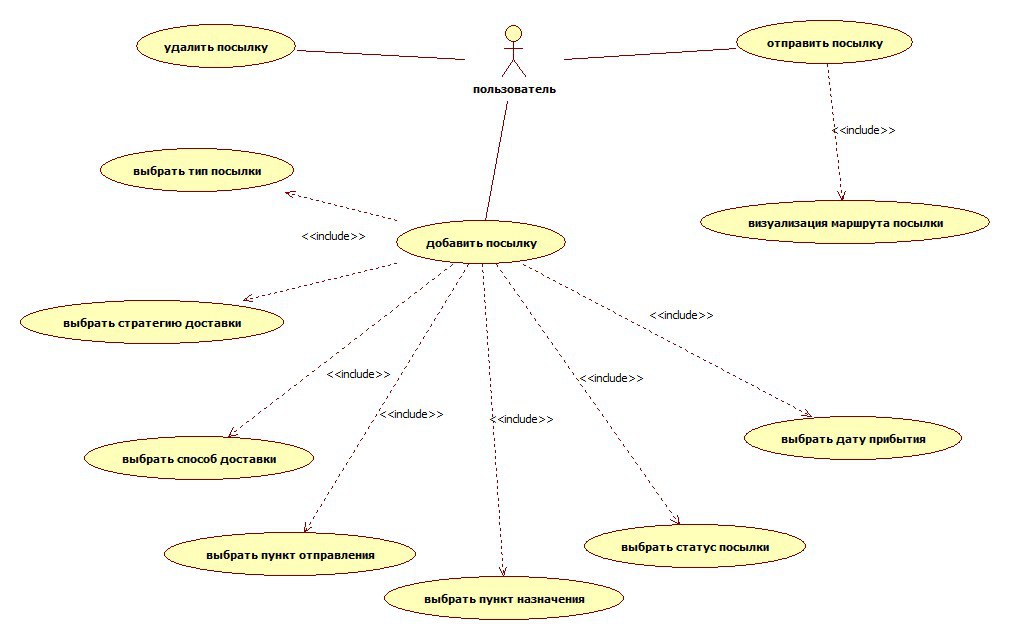 удалить посылку
отправить посылку
пользователь
<<include>>
выбрать тип посылки
визуализация маршрута посылки
<<include>>
добавить посылку
<<include>>
выбрать стратегию доставки
<<include>>
<<include>>
<<include>>
<<include>>
выбрать дату прибытия
выбрать способ доставки
выбрать статус посылки
выбрать пункт отправления
выбрать пункт назначения